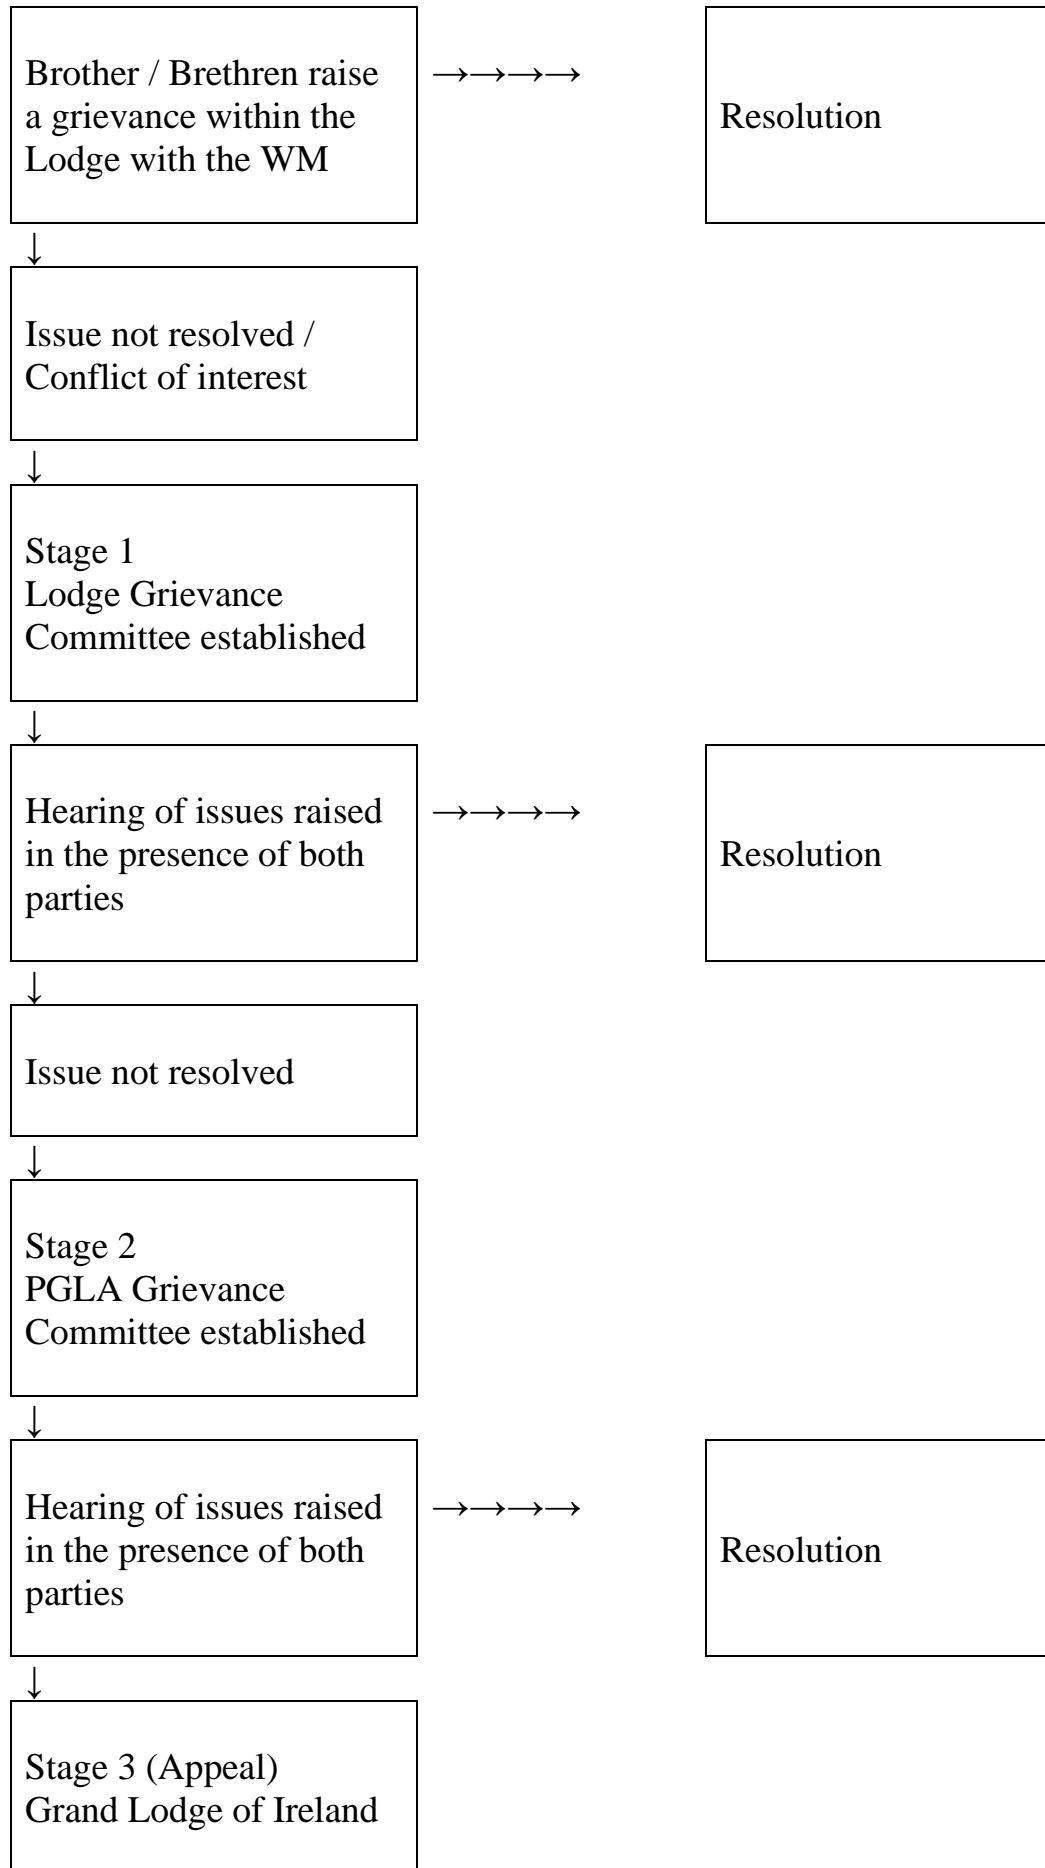 Brother / Brethren raise
a grievance within the
Lodge with the WM
→→→→
Resolution
↓
Issue not resolved /
Conflict of interest
↓
Stage 1
Lodge Grievance
Committee established
↓
Hearing of issues raised
in the presence of both
parties
→→→→
Resolution
↓
Issue not resolved
↓
Stage 2
PGLA Grievance
Committee established
↓
Hearing of issues raised
in the presence of both
parties
→→→→
Resolution
↓
Stage 3 (Appeal)
Grand Lodge of Ireland